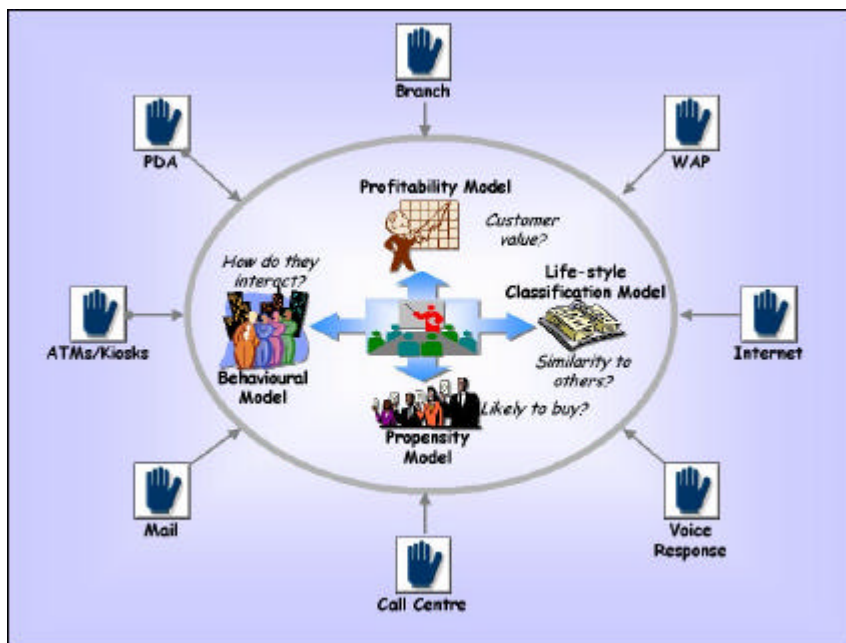 Branch
PDA
WAP
Profitability Model
Customer
value?
How do they
interact?
Life-style
Classification Model
ATMs/Kiosks
Internet
Behavioural
Model
Similarity to
others?
Likely to buy?
Propensity
Model
Mail
Voice
Response
Call Centre